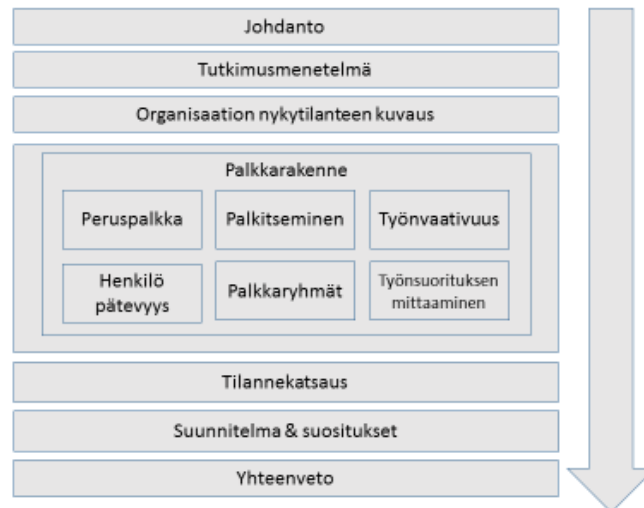 Johdanto
Tutkimusmenetelmä
Organisaation nykytilanteen kuvaus
Palkkarakenne
Peruspalkka
Palkitseminen
Työnvaativuus
Henkilö
pätevyys
Palkkaryhmät
Työnsuorituksen
mittaaminen
Tilannekatsaus
Suunnitelma & suositukset
Yhteenveto